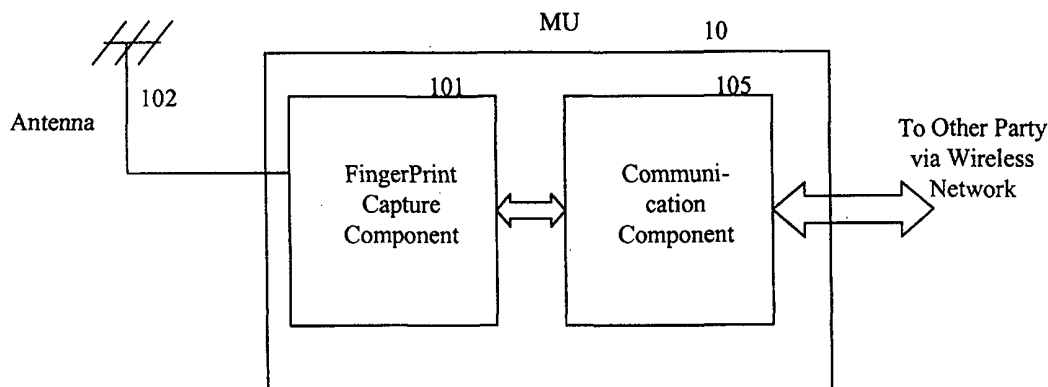 MU
10
101
105
102
Antenna
To Other Party
via Wireless
Network
FingerPrint
Capture
Component
Communi-
cation
Component